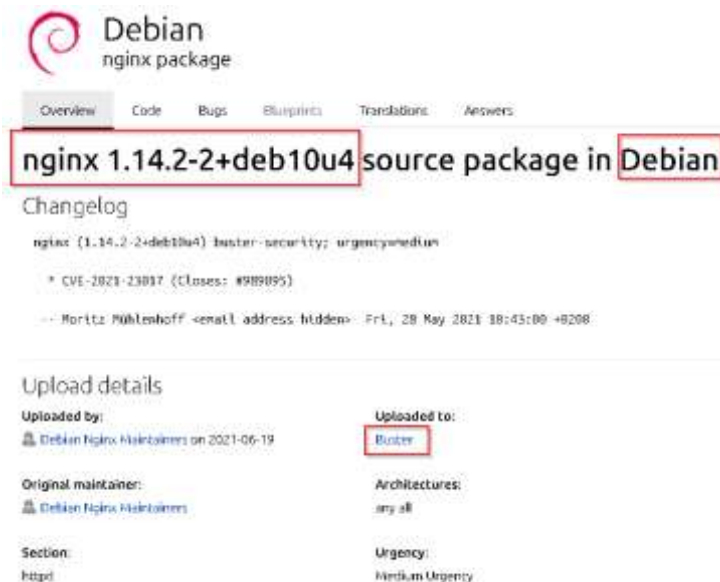 Debian
nginx package
Overview Code Bugs Blueprints Translations Answers
nginx 1.14.2-2+deb10u4 source package in Debian
Changelog
nginx (1.14.2-2+deb10u4) buster-security; urgency=medium
* CVE-2021-23017 (Closes: #989095)
-- Moritz Mühlenhoff <email address hidden> Fri, 28 May 2021 18:43:00 +0200
Upload details
Uploaded by:
Debian Nginx Maintainers on 2021-06-19
Uploaded to:
Buster
Original maintainer:
Debian Nginx Maintainers
Architectures:
any all
Section:
httpd
Urgency:
Medium Urgency